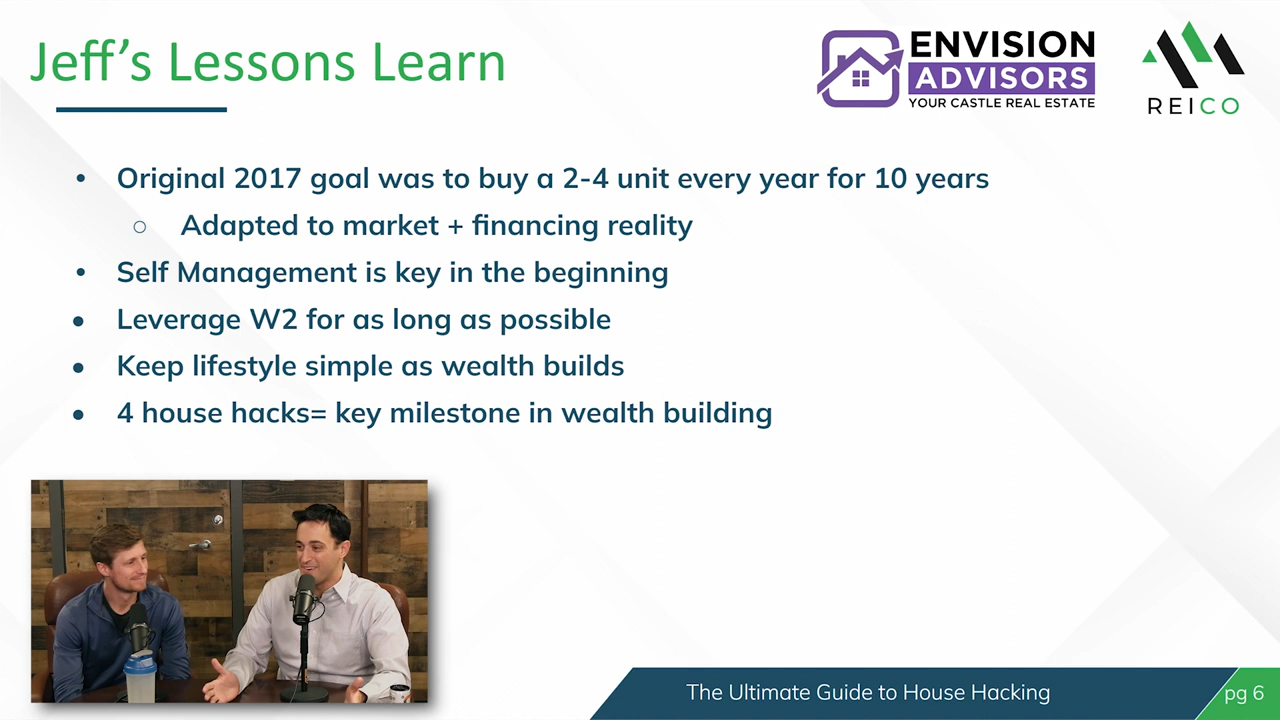 Jeff's Lessons Learn
ENVISION
ADVISORS
YOUR CASTLE REAL ESTATE
REICO
• Original 2017 goal was to buy a 2-4 unit every year for 10 years
○ Adapted to market + financing reality
• Self Management is key in the beginning
• Leverage W2 for as long as possible
• Keep lifestyle simple as wealth builds
• 4 house hacks= key milestone in wealth building
The Ultimate Guide to House Hacking
pg 6